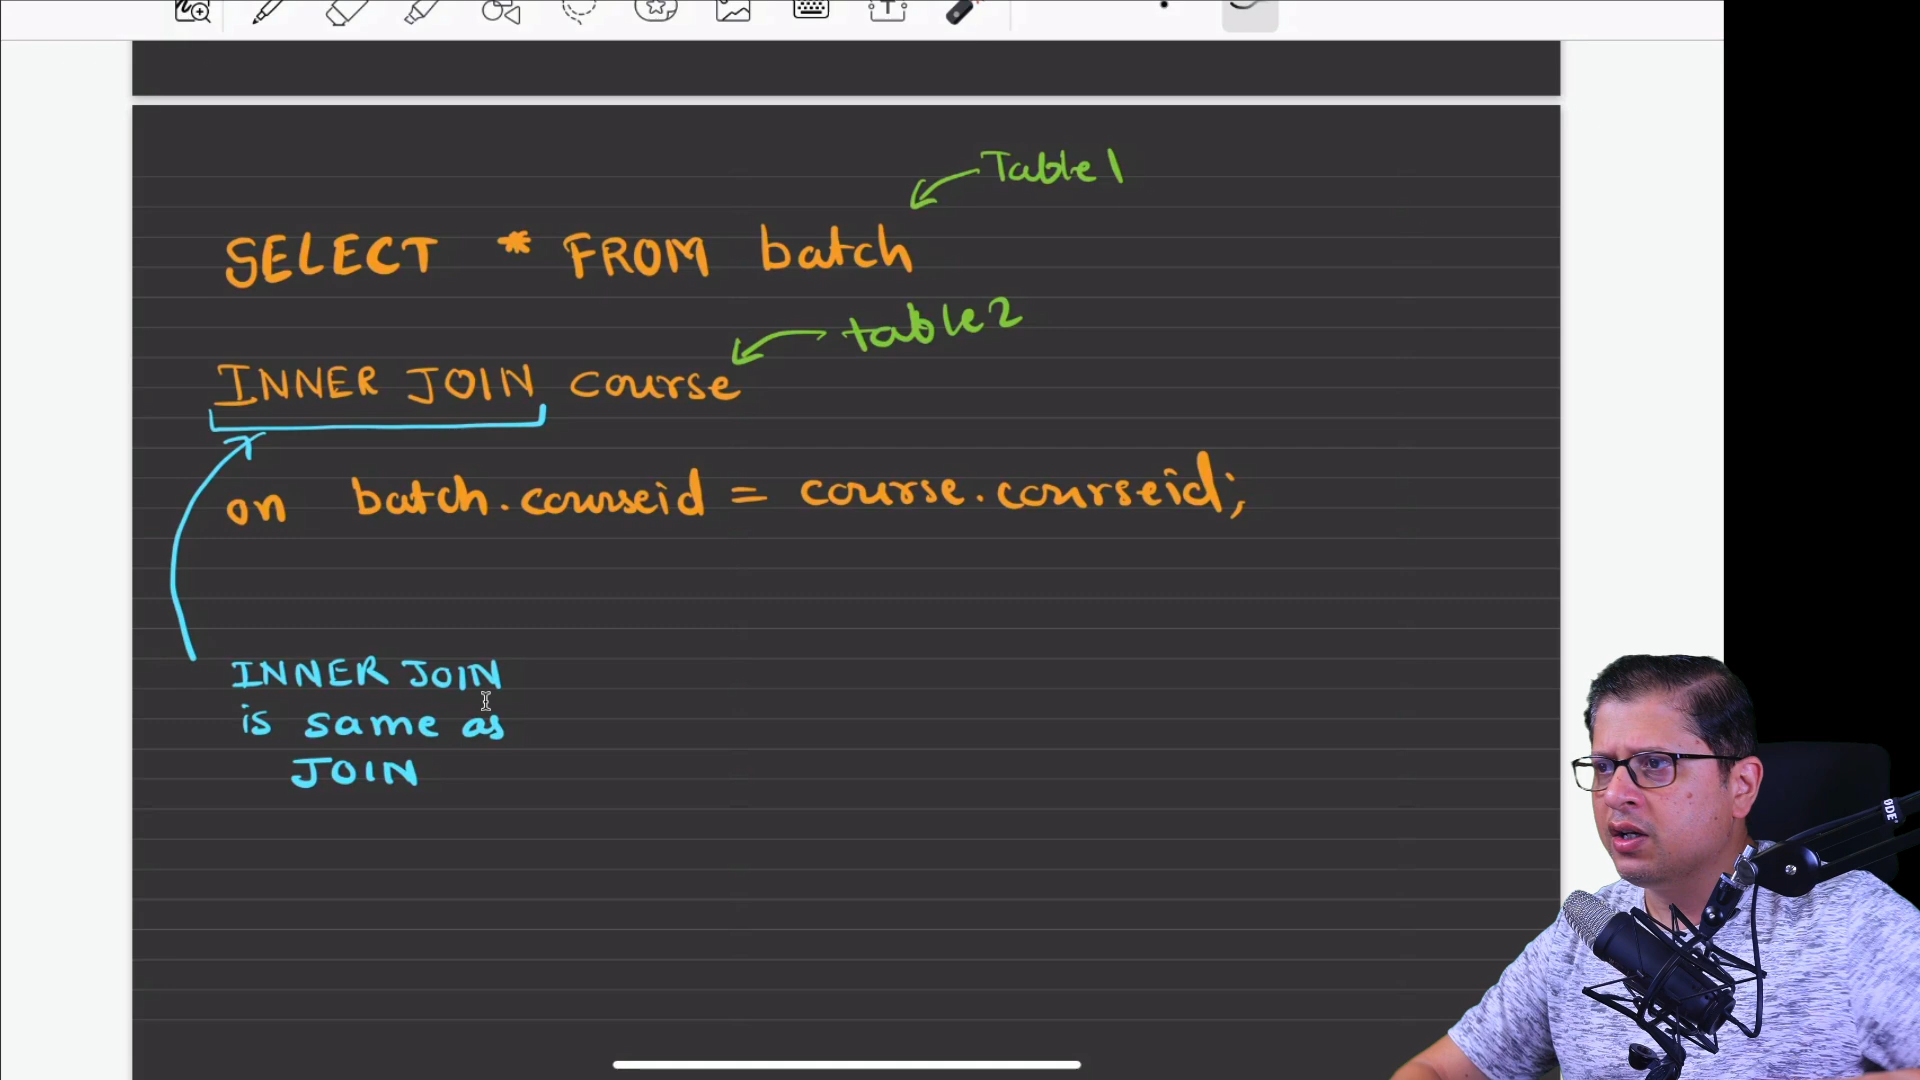 Table 1
SELECT * FROM batch
table 2
INNER JOIN course
on batch.courseid = course.courseid;
INNER JOIN
is same as
JOIN